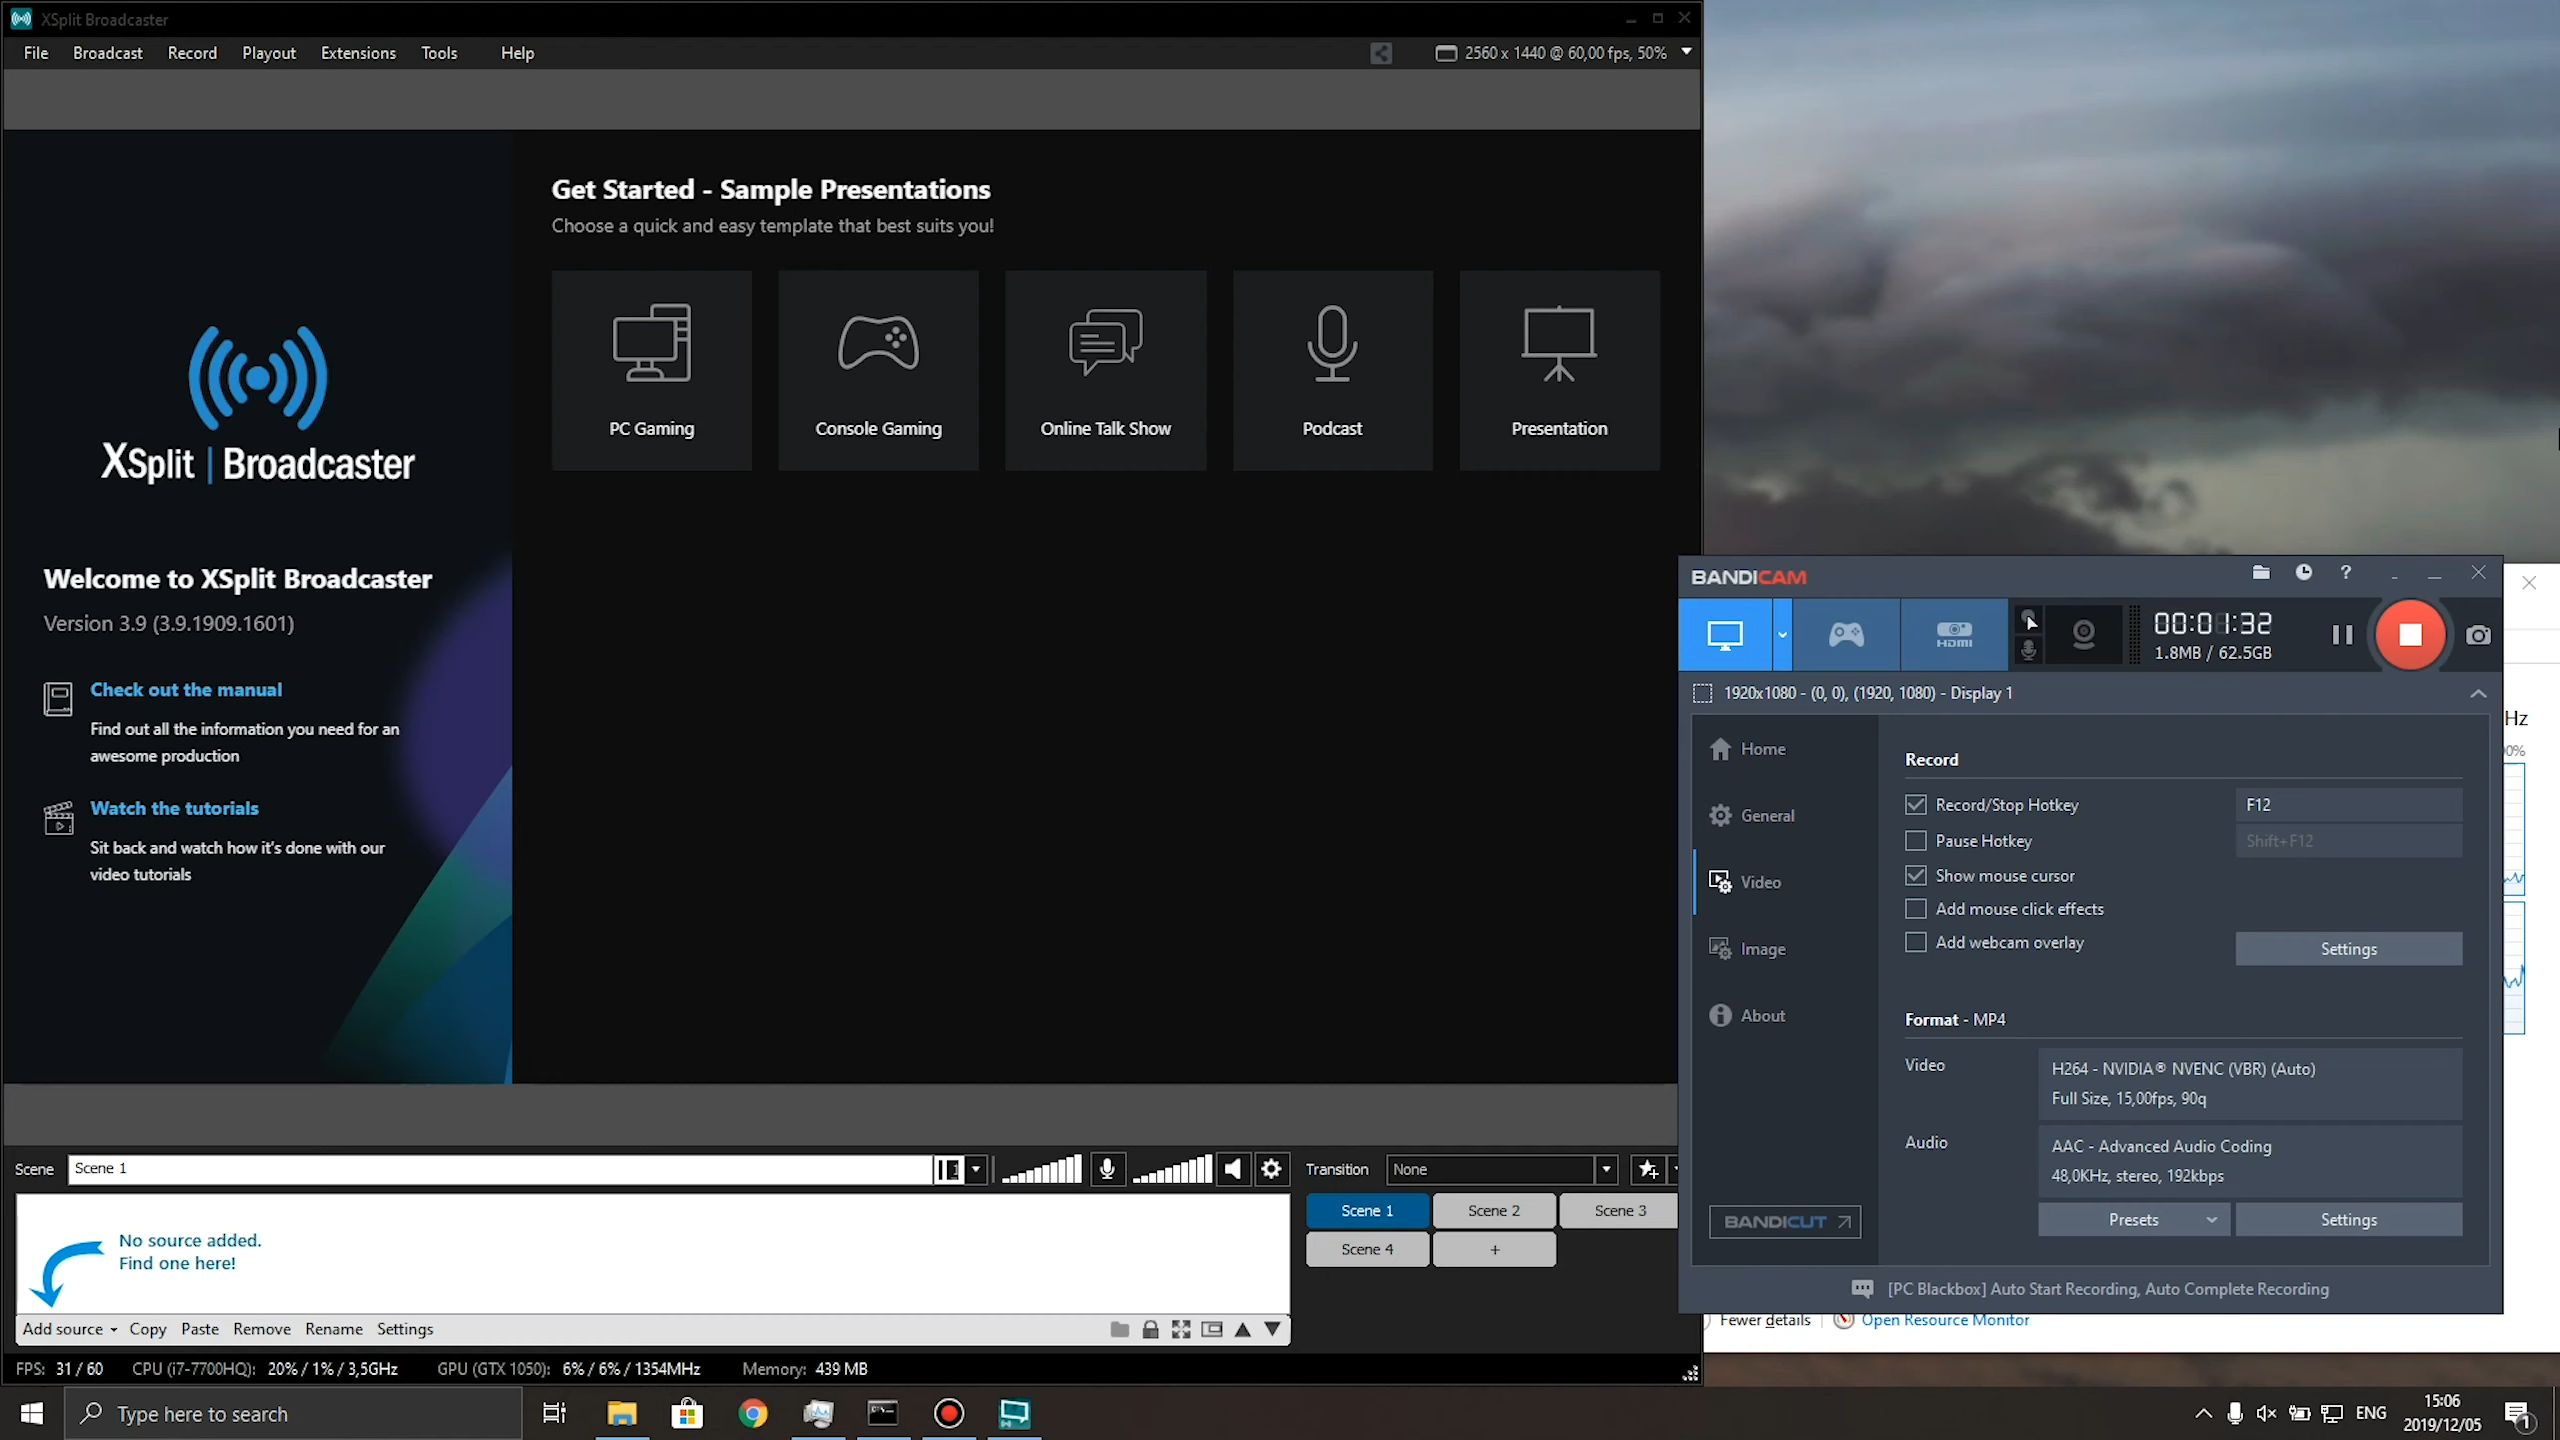 XSplit Broadcaster
File Broadcast Record Playout Extensions Tools Help
2560 x 1440 @ 60,00 fps, 50%
Get Started - Sample Presentations
Choose a quick and easy template that best suits you!
PC Gaming
Console Gaming
Online Talk Show
Podcast
Presentation
XSplit | Broadcaster
Welcome to XSplit Broadcaster
Version 3.9 (3.9.1909.1601)
Check out the manual
Find out all the information you need for an
awesome production
Watch the tutorials
Sit back and watch how it's done with our
video tutorials
Scene Scene 1
Transition None
No source added.
Find one here!
Scene 1 Scene 2 Scene 3
Scene 4 +
Add source Copy Paste Remove Rename Settings
FPS: 31 / 60 CPU (i7-7700HQ): 20% / 1% / 3,5GHz GPU (GTX 1050): 6% / 6% / 1354MHz Memory: 439 MB
BANDICAM
?
HDMI
00:01:32
1.8MB / 62.5GB
1920x1080 - (0, 0), (1920, 1080) - Display 1
Home
General
Video
Image
About
BANDICUT
Record
Record/Stop Hotkey F12
Pause Hotkey Shift+F12
Show mouse cursor
Add mouse click effects
Add webcam overlay Settings
Format - MP4
Video H264 - NVIDIA® NVENC (VBR) (Auto)
Full Size, 15,00fps, 90q
Audio AAC - Advanced Audio Coding
48,0KHz, stereo, 192kbps
Presets Settings
[PC Blackbox] Auto Start Recording, Auto Complete Recording
Hz
0%
Fewer details Open Resource Monitor
Type here to search
ENG
15:06
2019/12/05
1